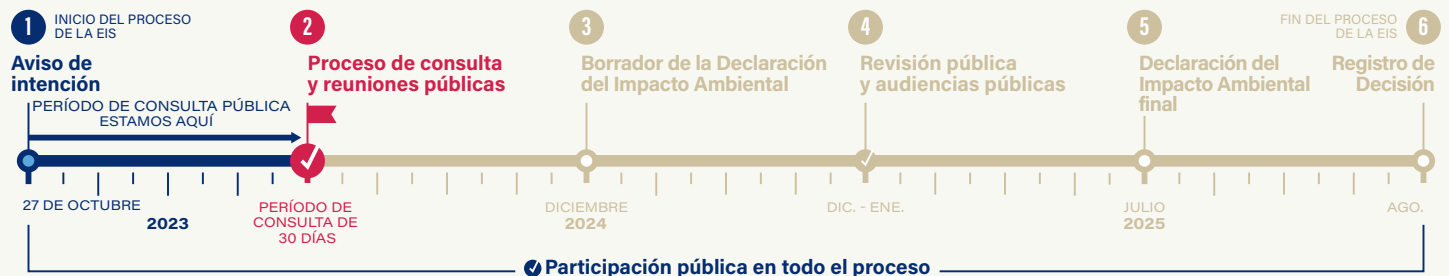 1
INICIO DEL PROCESO
DE LA EIS
Aviso de
intención
PERÍODO DE CONSULTA PÚBLICA
ESTAMOS AQUÍ
27 DE OCTUBRE
2023
2
Proceso de consulta
y reuniones públicas
PERÍODO DE
CONSULTA DE
30 DÍAS
3
Borrador de la Declaración
del Impacto Ambiental
DICIEMBRE
2024
4
Revisión pública
y audiencias públicas
DIC. - ENE.
5
Declaración del
Impacto Ambiental
final
JULIO
2025
FIN DEL PROCESO
DE LA EIS
6
Registro de
Decisión
AGO.
Participación pública en todo el proceso